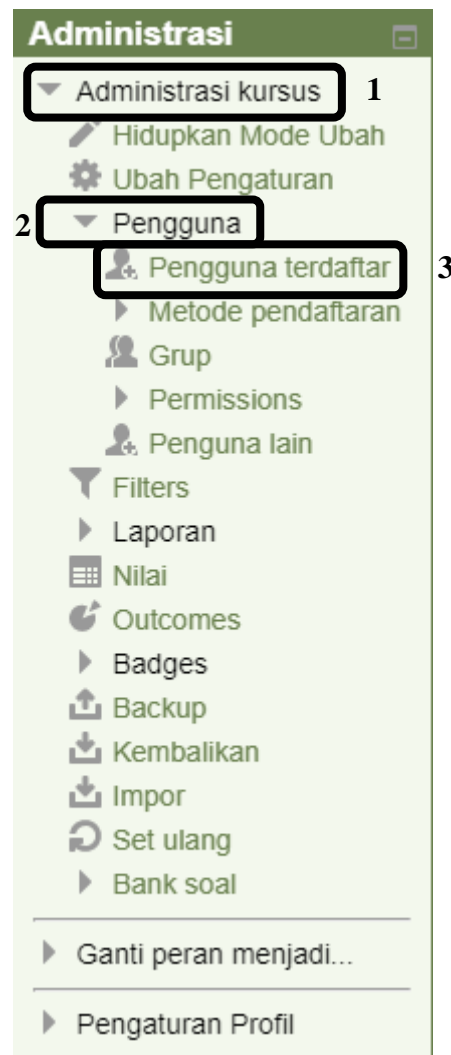 Administrasi
Administrasi kursus 1
Hidupkan Mode Ubah
Ubah Pengaturan
2 Pengguna
Pengguna terdaftar 3
Metode pendaftaran
Grup
Permissions
Penguna lain
Filters
Laporan
Nilai
Outcomes
Badges
Backup
Kembalikan
Impor
Set ulang
Bank soal
Ganti peran menjadi...
Pengaturan Profil